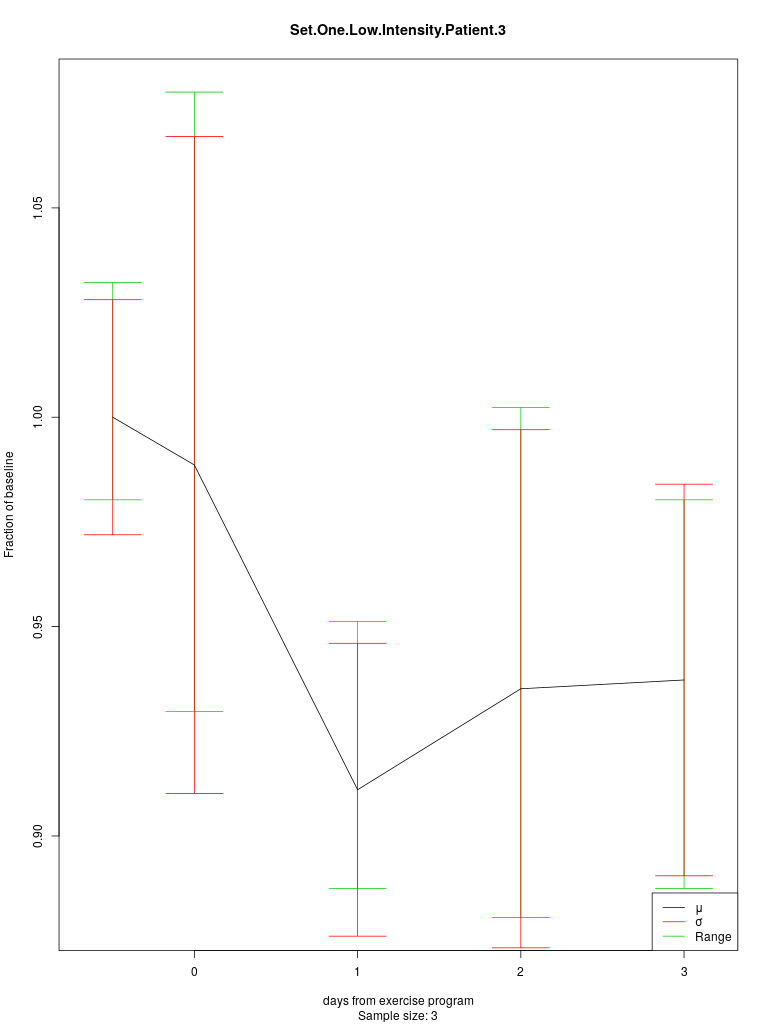 Set.One.Low.Intensity.Patient.3
Fraction of baseline
1.05
1.00
0.95
0.90
0
1
2
3
μ
σ
Range
days from exercise program
Sample size: 3